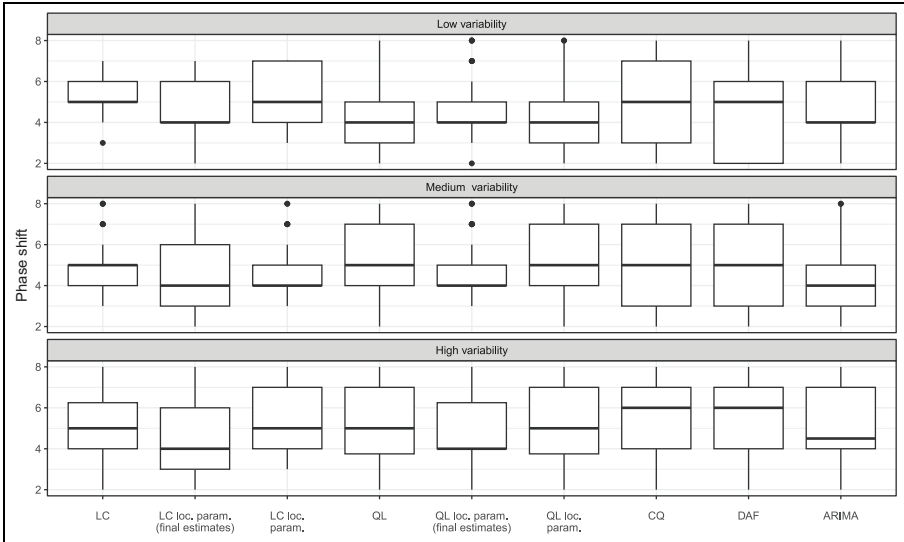 Low variability
8
6
4
2
Medium variability
8
6
4
2
Phase shift
High variability
8
6
4
2
LC
LC loc. param.
(final estimates)
LC loc.
param.
QL
QL loc. param.
(final estimates)
QL loc.
param.
CQ
DAF
ARIMA